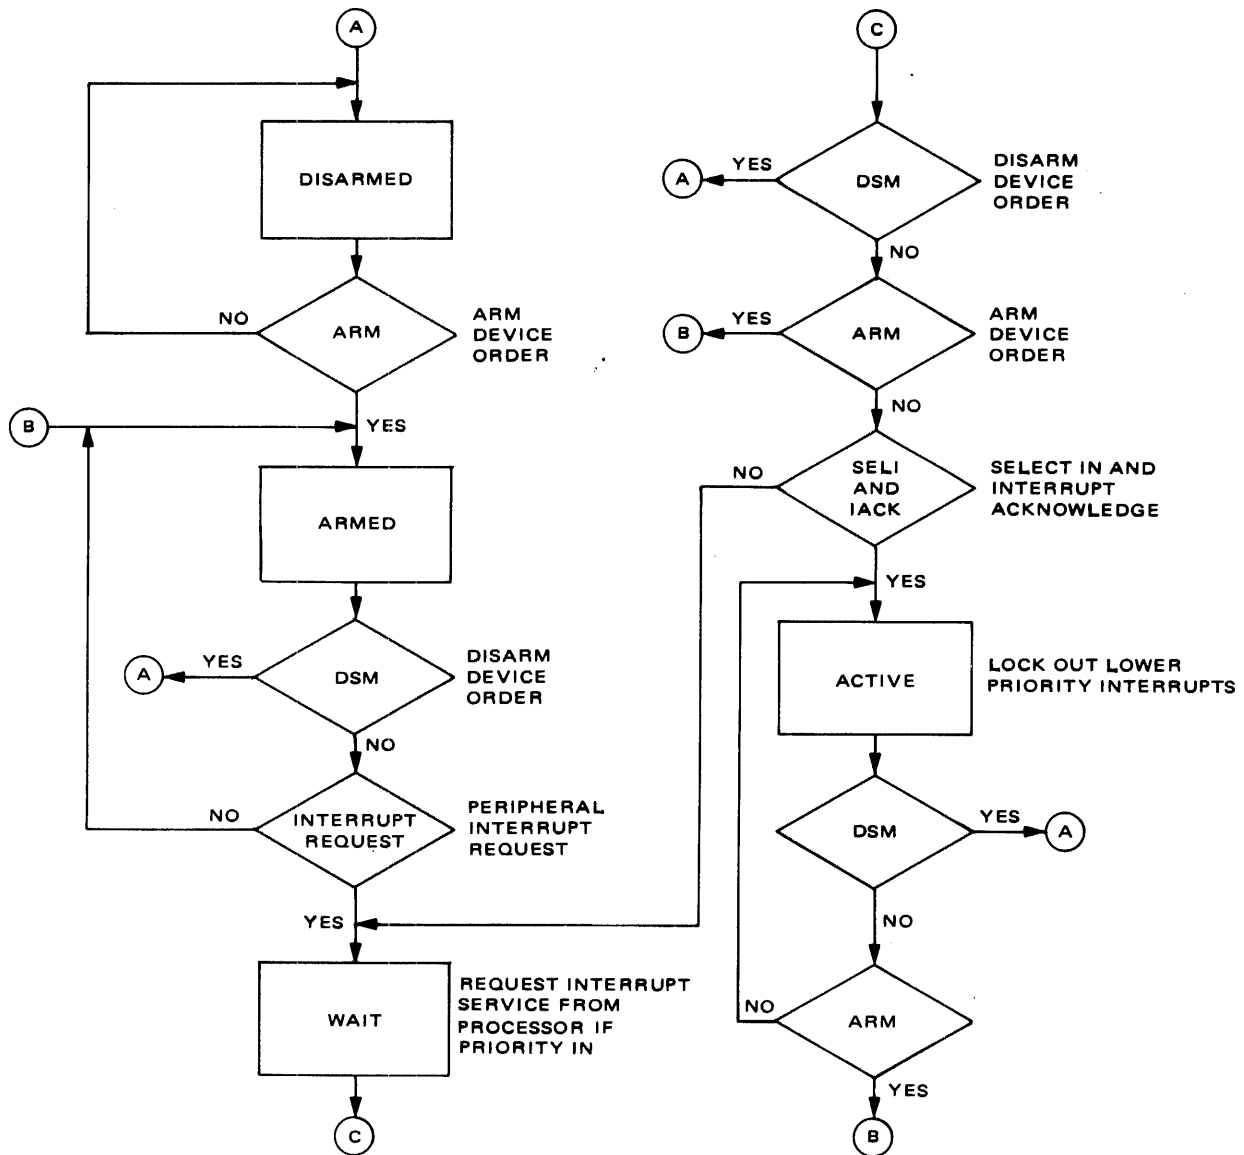 A
DISARMED
NO
ARM
ARM
DEVICE
ORDER
B
YES
ARMED
YES
A
DSM
DISARM
DEVICE
ORDER
NO
NO
INTERRUPT
REQUEST
PERIPHERAL
INTERRUPT
REQUEST
YES
WAIT
REQUEST INTERRUPT
SERVICE FROM
PROCESSOR IF
PRIORITY IN
C
C
YES
A
DSM
DISARM
DEVICE
ORDER
NO
YES
B
ARM
ARM
DEVICE
ORDER
NO
NO
SELI
AND
IACK
SELECT IN AND
INTERRUPT
ACKNOWLEDGE
YES
ACTIVE
LOCK OUT LOWER
PRIORITY INTERRUPTS
DSM
YES
A
NO
NO
ARM
YES
B